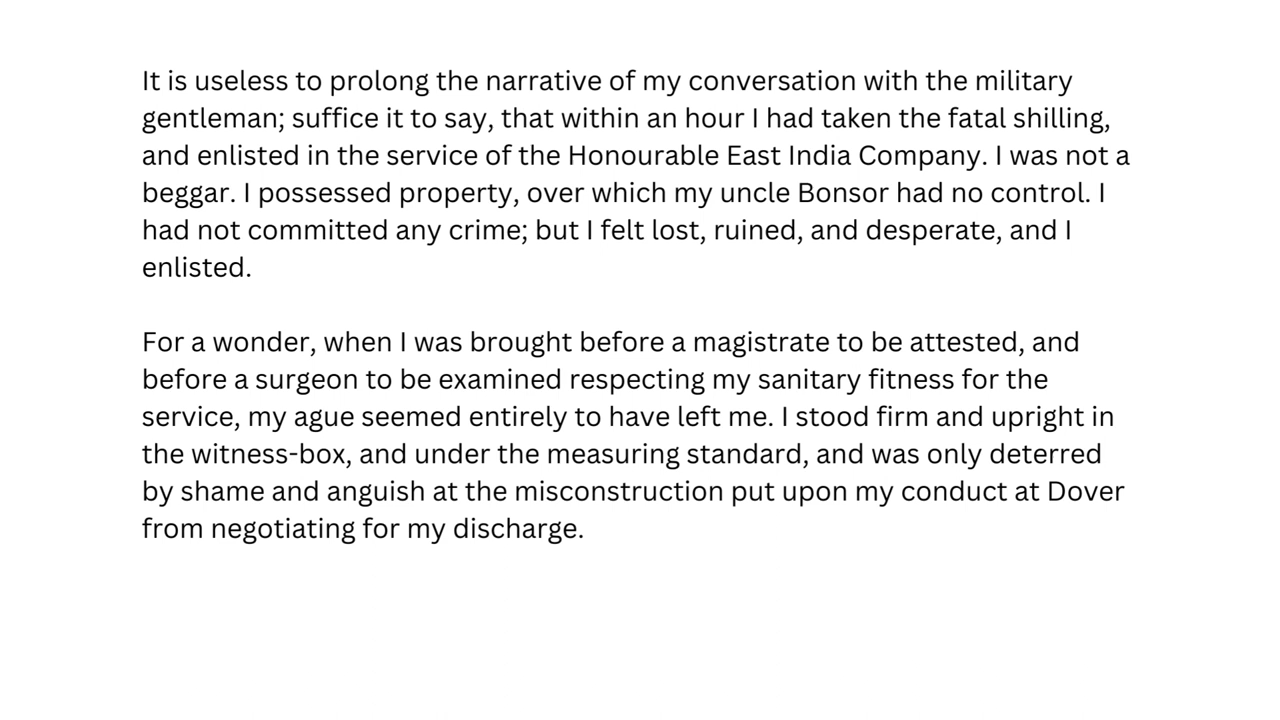 It is useless to prolong the narrative of my conversation with the military
gentleman; suffice it to say, that within an hour I had taken the fatal shilling,
and enlisted in the service of the Honourable East India Company. I was not a
beggar. I possessed property, over which my uncle Bonsor had no control. I
had not committed any crime; but I felt lost, ruined, and desperate, and I
enlisted.

For a wonder, when I was brought before a magistrate to be attested, and
before a surgeon to be examined respecting my sanitary fitness for the
service, my ague seemed entirely to have left me. I stood firm and upright in
the witness-box, and under the measuring standard, and was only deterred
by shame and anguish at the misconstruction put upon my conduct at Dover
from negotiating for my discharge.